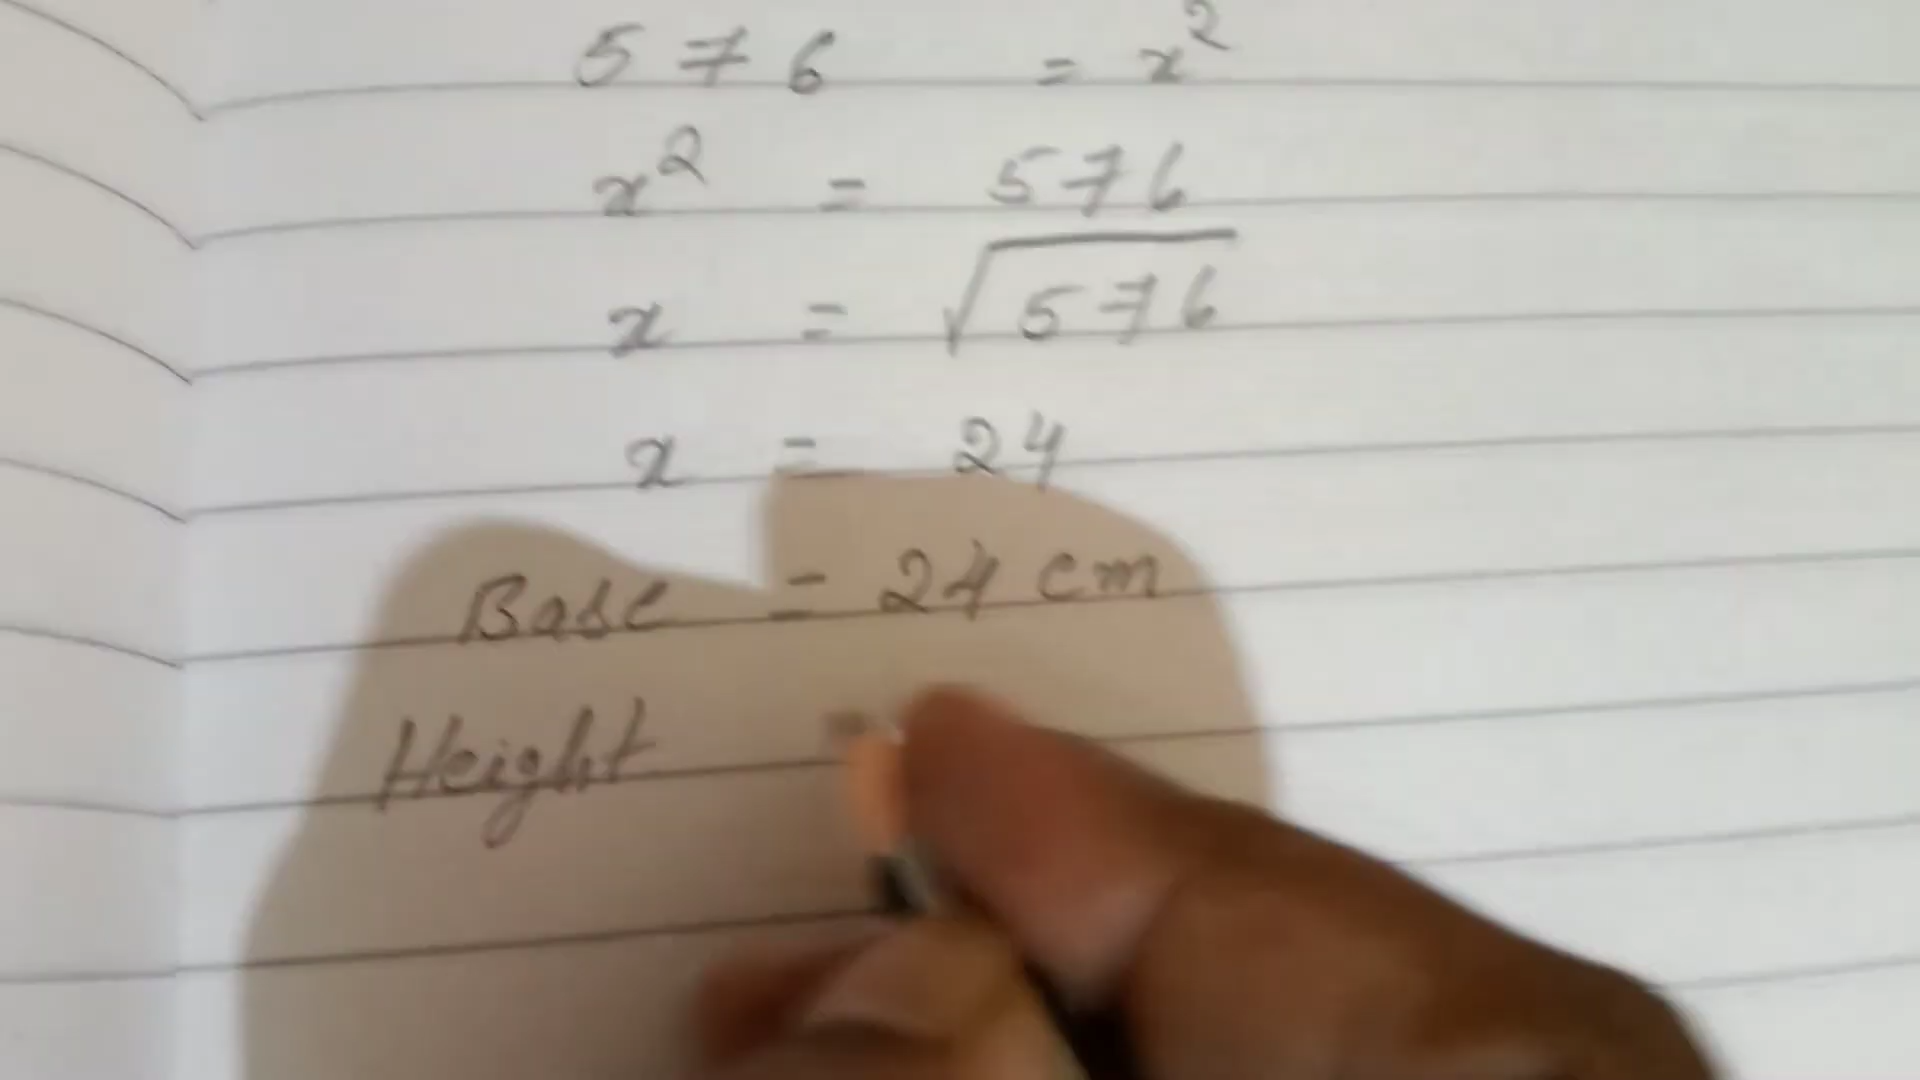 576 = x²
x² = 576
x = √576
x = 24
Base = 24 cm
Height